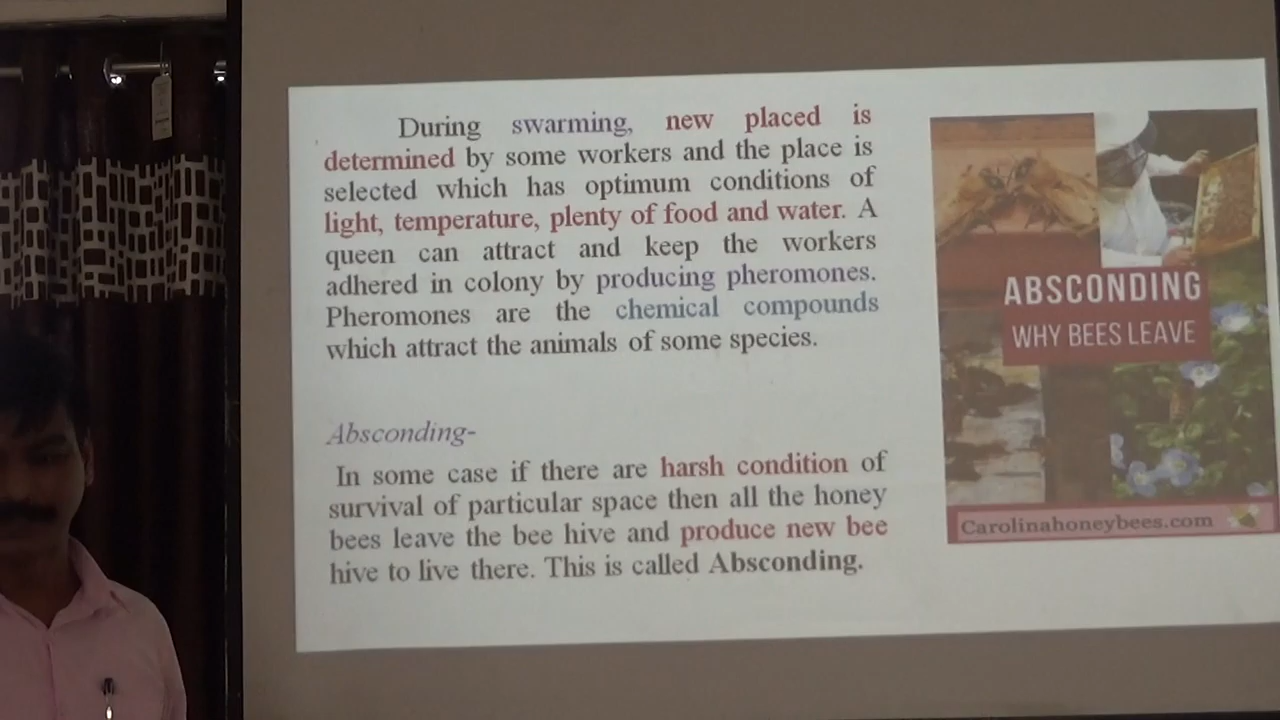 During swarming, new placed is
determined by some workers and the place is
selected which has optimum conditions of
light, temperature, plenty of food and water. A
queen can attract and keep the workers
adhered in colony by producing pheromones.
Pheromones are the chemical compounds
which attract the animals of some species.
Absconding-
In some case if there are harsh condition of
survival of particular space then all the honey
bees leave the bee hive and produce new bee
hive to live there. This is called Absconding.
ABSCONDING
WHY BEES LEAVE
Carolinahoneybees.com